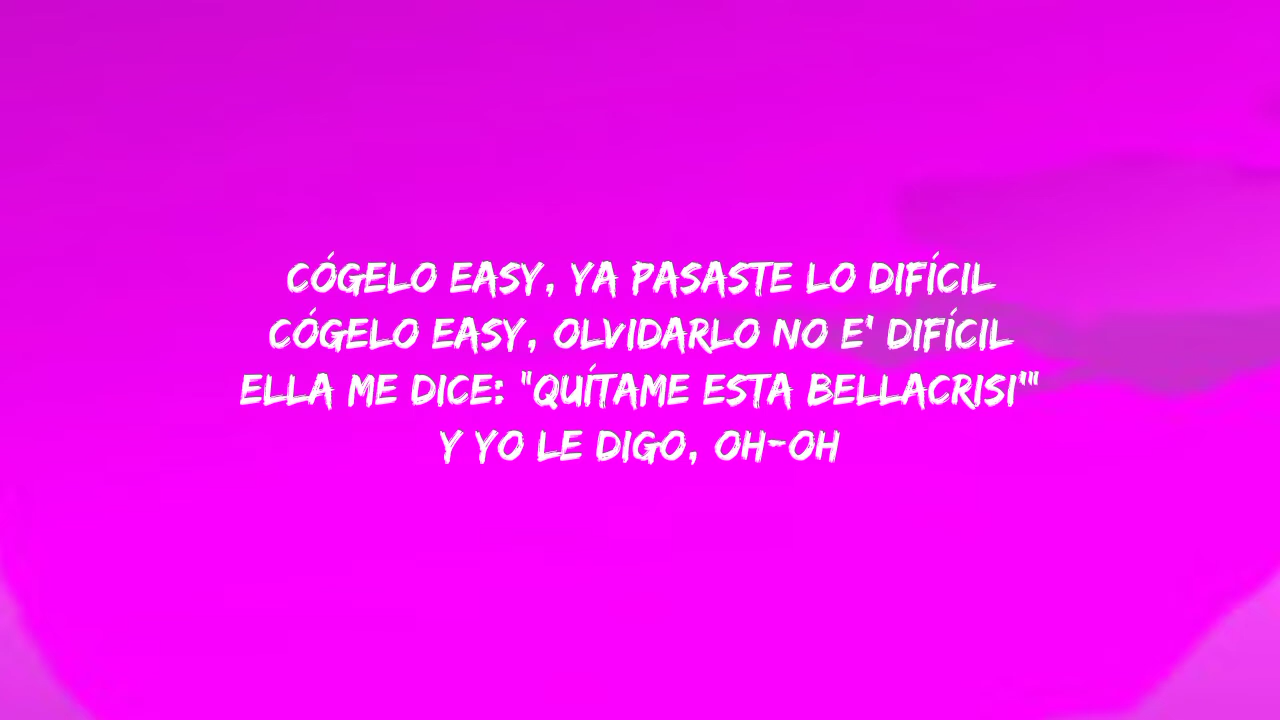 CÓGELO EASY, YA PASASTE LO DIFÍCIL
CÓGELO EASY, OLVIDARLO NO E' DIFÍCIL
ELLA ME DICE: "QUÍTAME ESTA BELLACRISI'"
Y YO LE DIGO, OH-OH